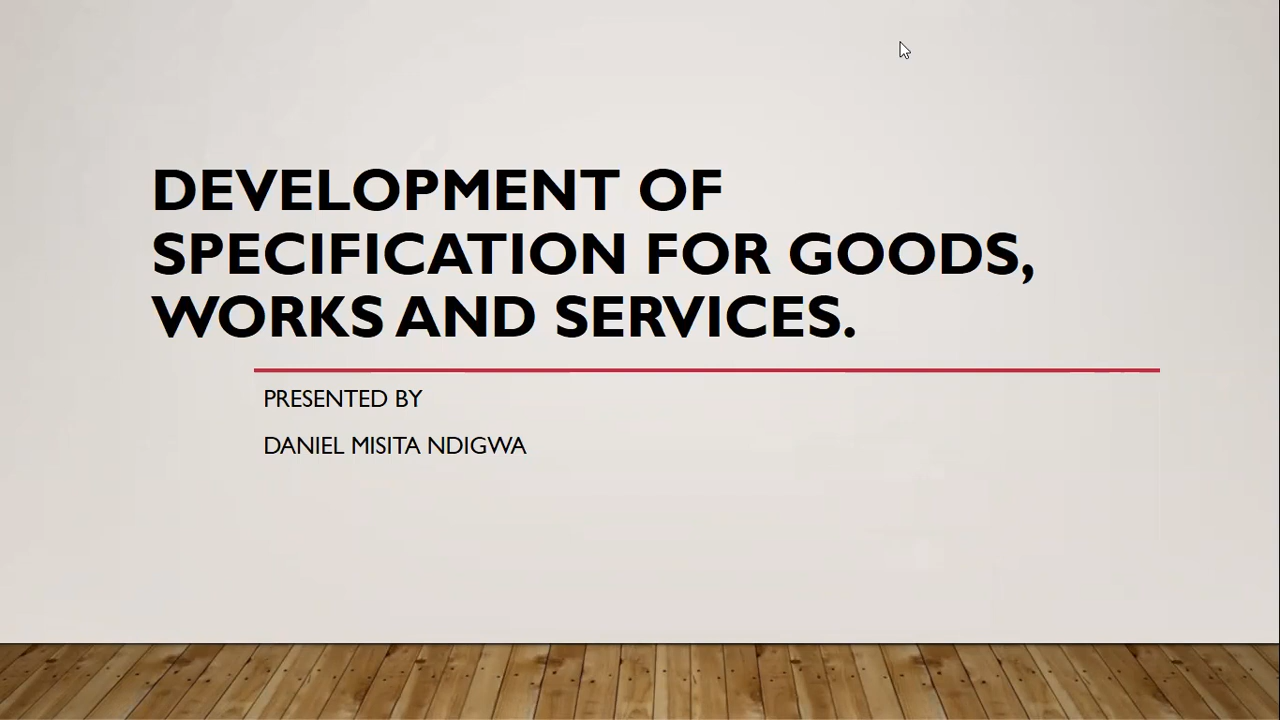 DEVELOPMENT OF
SPECIFICATION FOR GOODS,
WORKS AND SERVICES.
PRESENTED BY
DANIEL MISITA NDIGWA